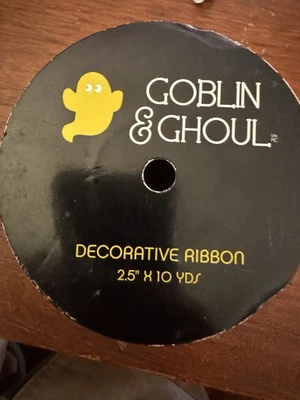 GOBLIN
& GHOUL
DECORATIVE RIBBON
2.5" X 10 YDS